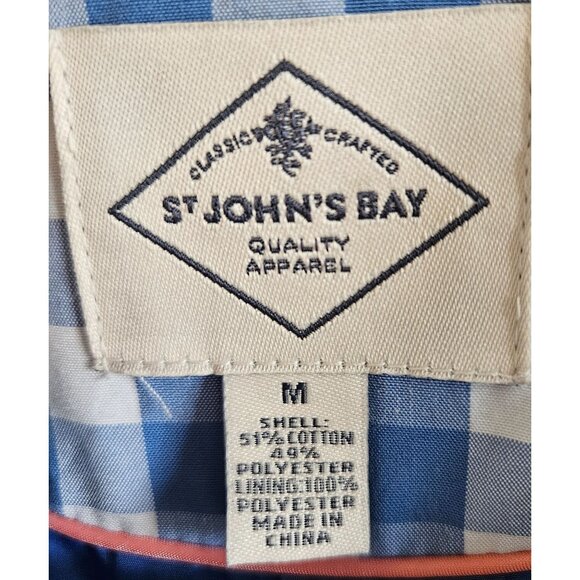 CLASSIC CRAFTED
ST JOHN'S BAY
QUALITY
APPAREL
M
SHELL:
51% COTTON
49%
POLYESTER
LINING:100%
POLYESTER
MADE IN
CHINA